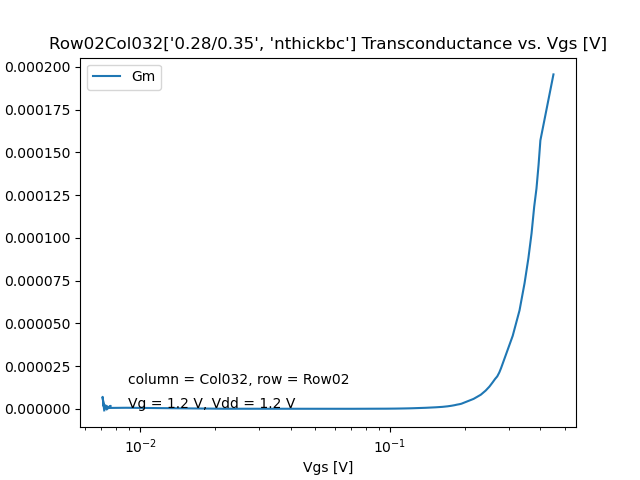 Row02Col032['0.28/0.35', 'nthickbc'] Transconductance vs. Vgs [V]
Gm
0.000200
0.000175
0.000150
0.000125
0.000100
0.000075
0.000050
0.000025
0.000000
column = Col032, row = Row02
Vg = 1.2 V, Vdd = 1.2 V
10⁻² 10⁻¹
Vgs [V]